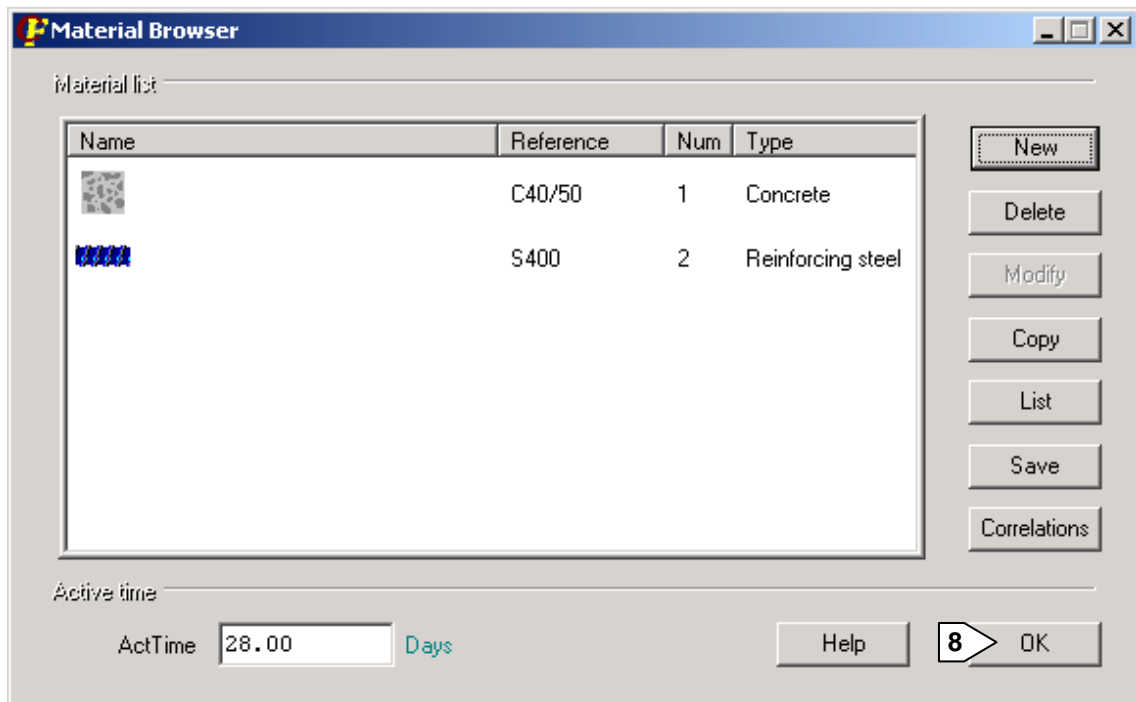 Material Browser
Material list
Name Reference Num Type
New
C40/50 1 Concrete
Delete
S400 2 Reinforcing steel
Modify
Copy
List
Save
Correlations
Active time
ActTime 28.00 Days Help 8 OK